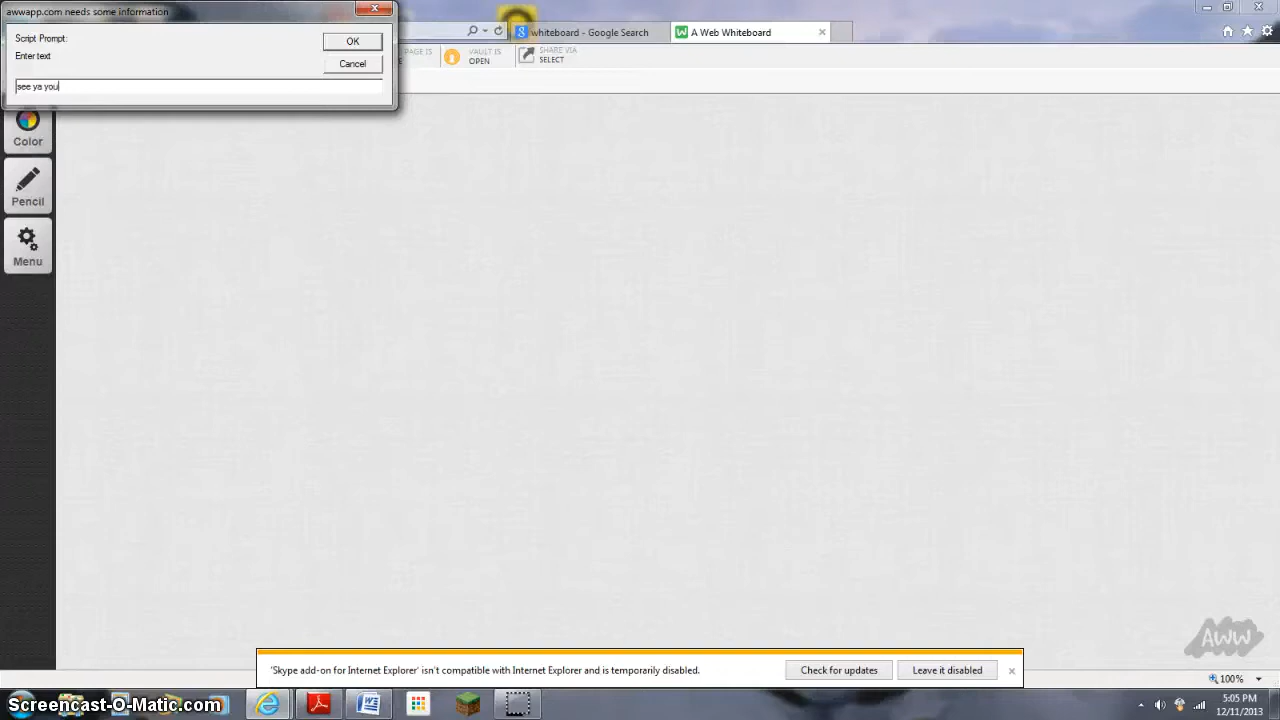 awwapp.com needs some information
Script Prompt:
OK
Enter text
Cancel
see ya you
whiteboard - Google Search
A Web Whiteboard
PAGE IS
VAULT IS
OPEN
SHARE VIA
SELECT
Color
Pencil
Menu
AWW
'Skype add-on for Internet Explorer' isn't compatible with Internet Explorer and is temporarily disabled.
Check for updates
Leave it disabled
100%
Screencast-O-Matic.com
5:05 PM
12/11/2013